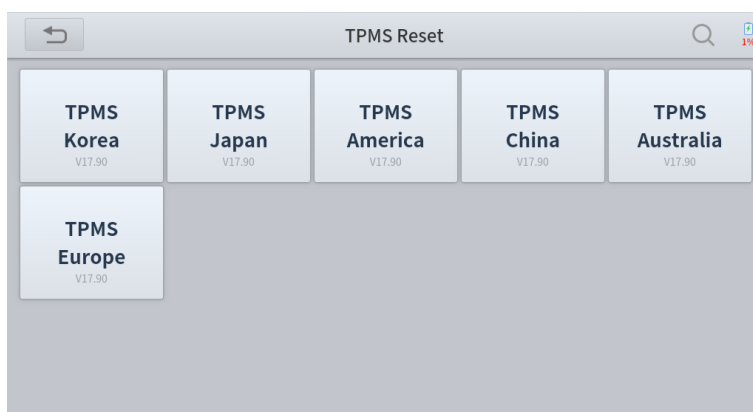 TPMS Reset
1%
TPMS
Korea
V17.90
TPMS
Japan
V17.90
TPMS
America
V17.90
TPMS
China
V17.90
TPMS
Australia
V17.90
TPMS
Europe
V17.90